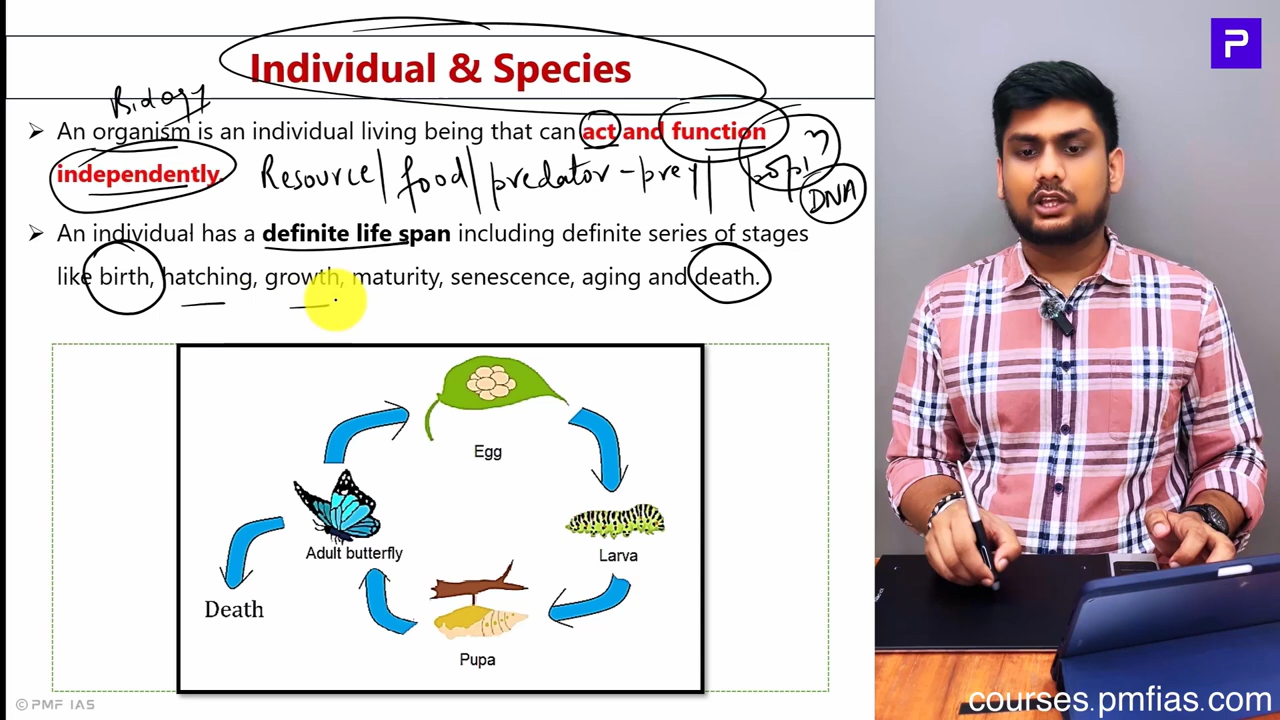 Individual & Species
Biology
➢ An organism is an individual living being that can act and function
independently. Resource/ food/ predator-prey/ popn
DNA
➢ An individual has a definite life span including definite series of stages
like birth, hatching, growth, maturity, senescence, aging and death.
Egg
Adult butterfly
Larva
Death
Pupa
© PMF IAS
P
courses.pmfias.com